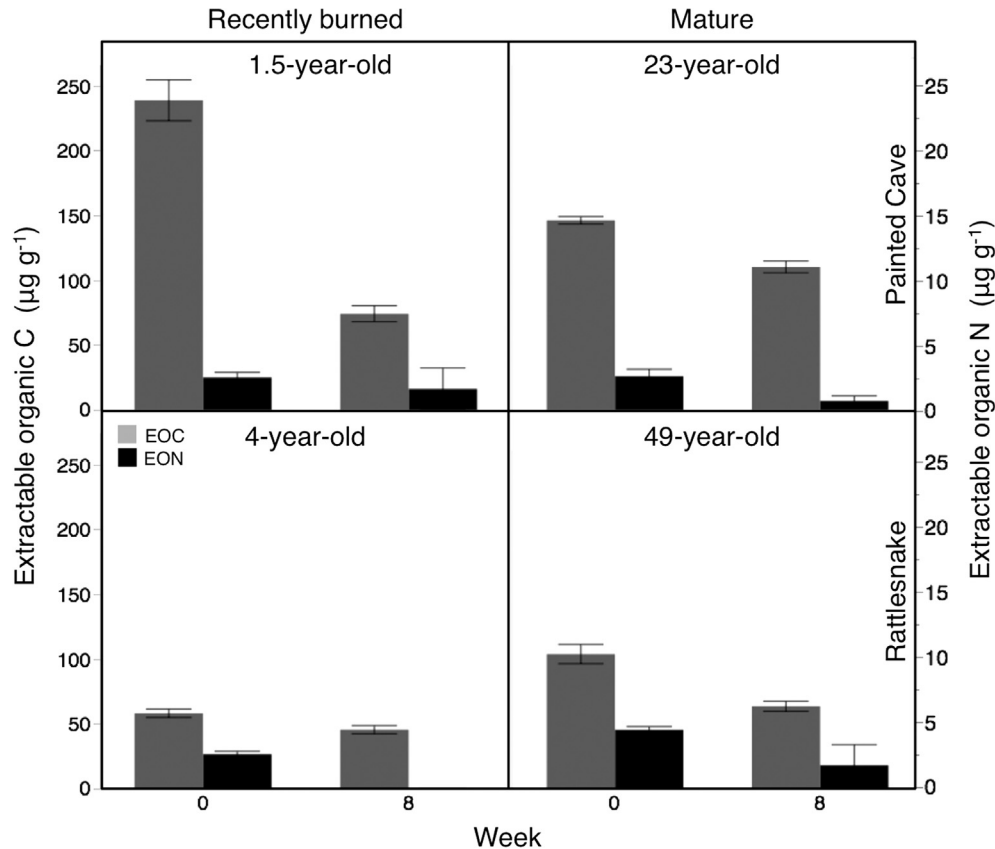 Recently burned
Mature
1.5-year-old
23-year-old
250
200
150
100
50
0
25
20
15
10
5
0
Painted Cave
4-year-old
49-year-old
EOC
EON
250
200
150
100
50
0
25
20
15
10
5
0
Rattlesnake
Extractable organic C (µg g-1)
Extractable organic N (µg g-1)
0
8
0
8
Week